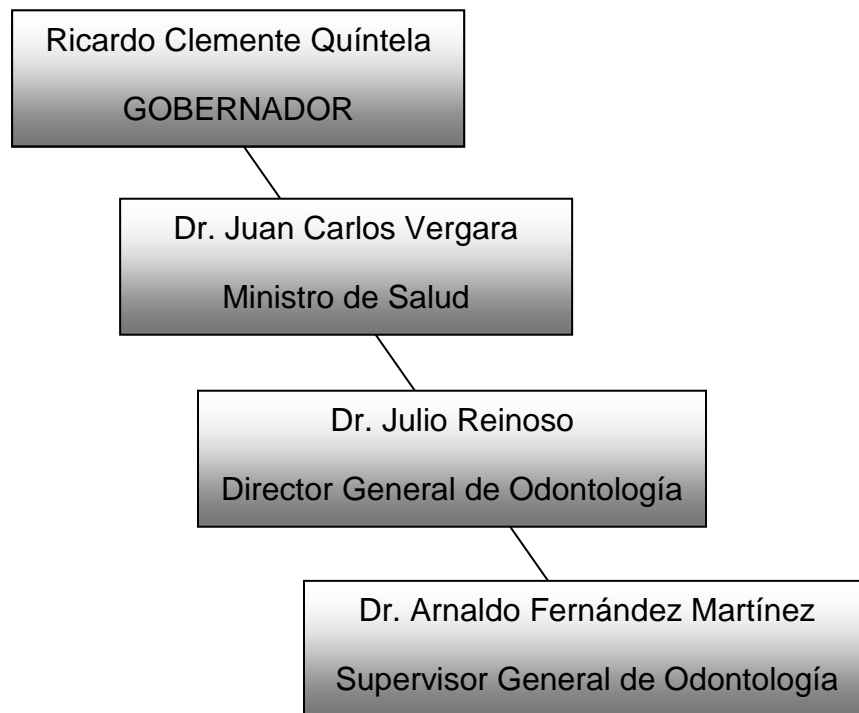 Ricardo Clemente Quíntela
GOBERNADOR
Dr. Juan Carlos Vergara
Ministro de Salud
Dr. Julio Reinoso
Director General de Odontología
Dr. Arnaldo Fernández Martínez
Supervisor General de Odontología